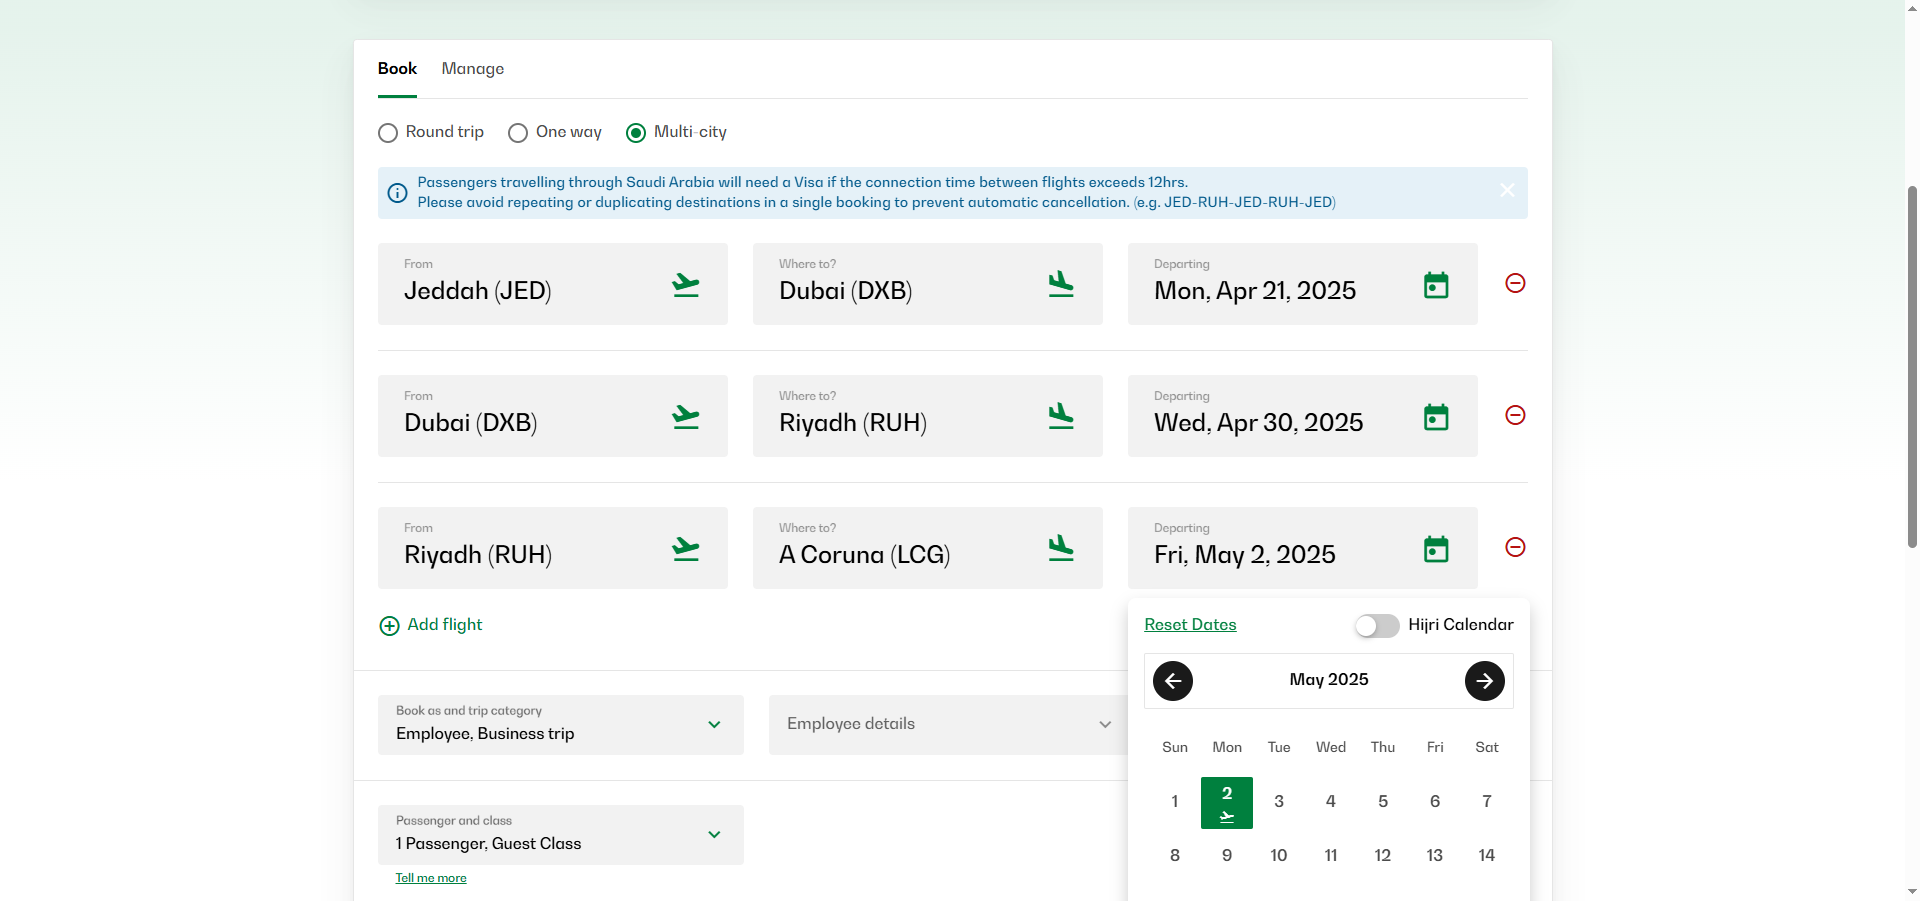 Book
Manage
Round trip
One way
Multi-city
Passengers travelling through Saudi Arabia will need a Visa if the connection time between flights exceeds 12hrs.
Please avoid repeating or duplicating destinations in a single booking to prevent automatic cancellation. (e.g. JED-RUH-JED-RUH-JED)
From
Jeddah (JED)
Where to?
Dubai (DXB)
Departing
Mon, Apr 21, 2025
From
Dubai (DXB)
Where to?
Riyadh (RUH)
Departing
Wed, Apr 30, 2025
From
Riyadh (RUH)
Where to?
A Coruna (LCG)
Departing
Fri, May 2, 2025
Add flight
Reset Dates
Hijri Calendar
May 2025
Sun Mon Tue Wed Thu Fri Sat
1 2 3 4 5 6 7
8 9 10 11 12 13 14
Book as and trip category
Employee, Business trip
Employee details
Passenger and class
1 Passenger, Guest Class
Tell me more